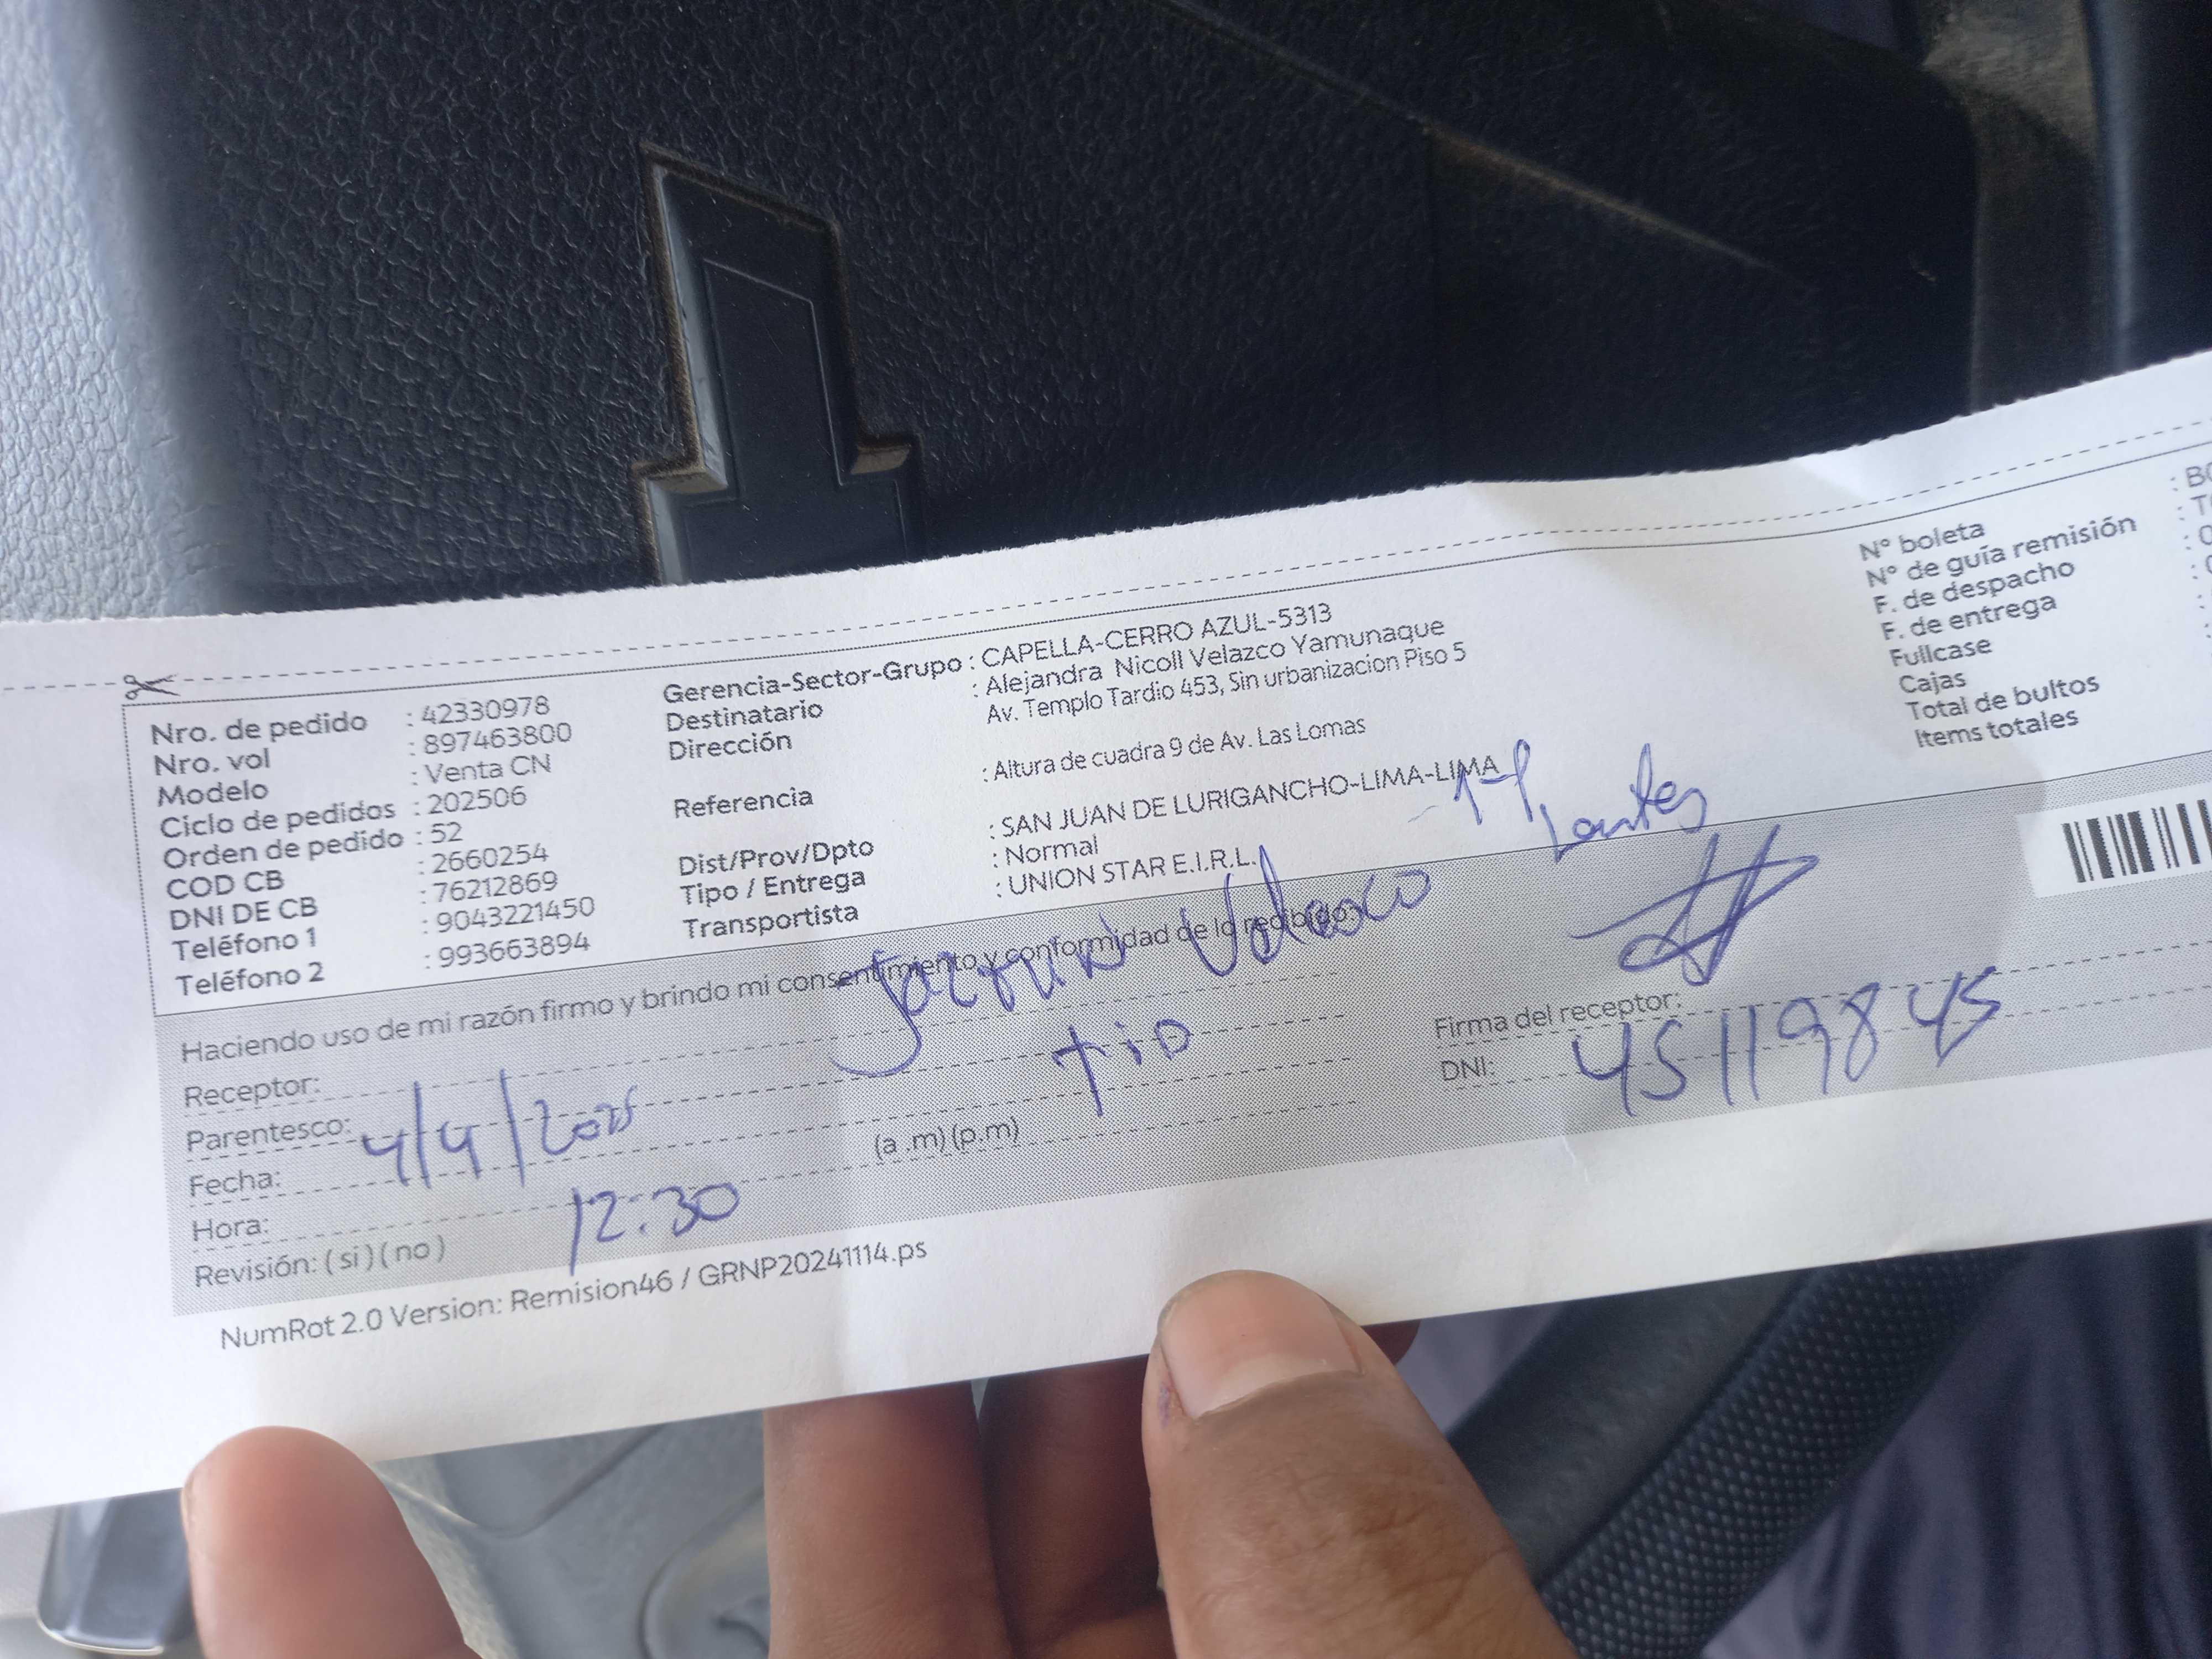 Nro. de pedido : 42330978
Nro. vol : 897463800
Modelo : Venta CN
Ciclo de pedidos : 202506
Orden de pedido : 52
COD CB : 2660254
DNI DE CB : 76212869
Teléfono 1 : 9043221450
Teléfono 2 : 993663894
Gerencia-Sector-Grupo : CAPELLA-CERRO AZUL-5313
Destinatario : Alejandra Nicoll Velazco Yamunaque
Dirección Av. Templo Tardio 453, Sin urbanizacion Piso 5
Referencia : Altura de cuadra 9 de Av. Las Lomas
Dist/Prov/Dpto : SAN JUAN DE LURIGANCHO-LIMA-LIMA
Tipo / Entrega : Normal
Transportista : UNION STAR E.I.R.L.
N° boleta
N° de guía remisión
F. de despacho
F. de entrega
Fullcase
Cajas
Total de bultos
Items totales
Haciendo uso de mi razón firmo y brindo mi consentimiento y conformidad de lo recibido:
Receptor:
Parentesco: tio
Fecha: 4/4/2025
Hora: 12:30 (a .m) (p.m)
Revisión: ( si ) ( no )
Firma del receptor:
DNI: 45119845
NumRot 2.0 Version: Remision46 / GRNP20241114.ps